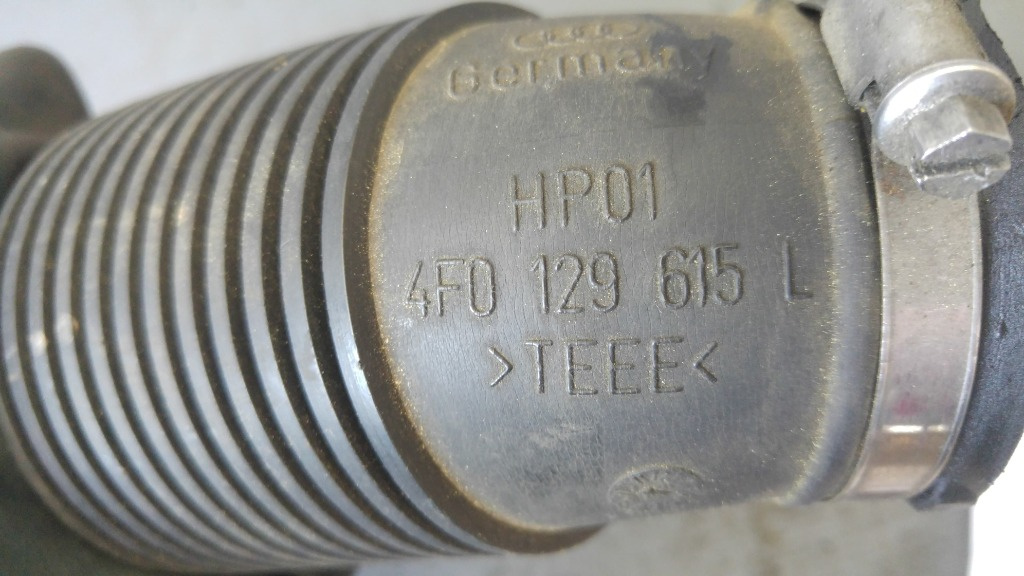 Germany
HP01
4F0 129 615 L
>TEEE<